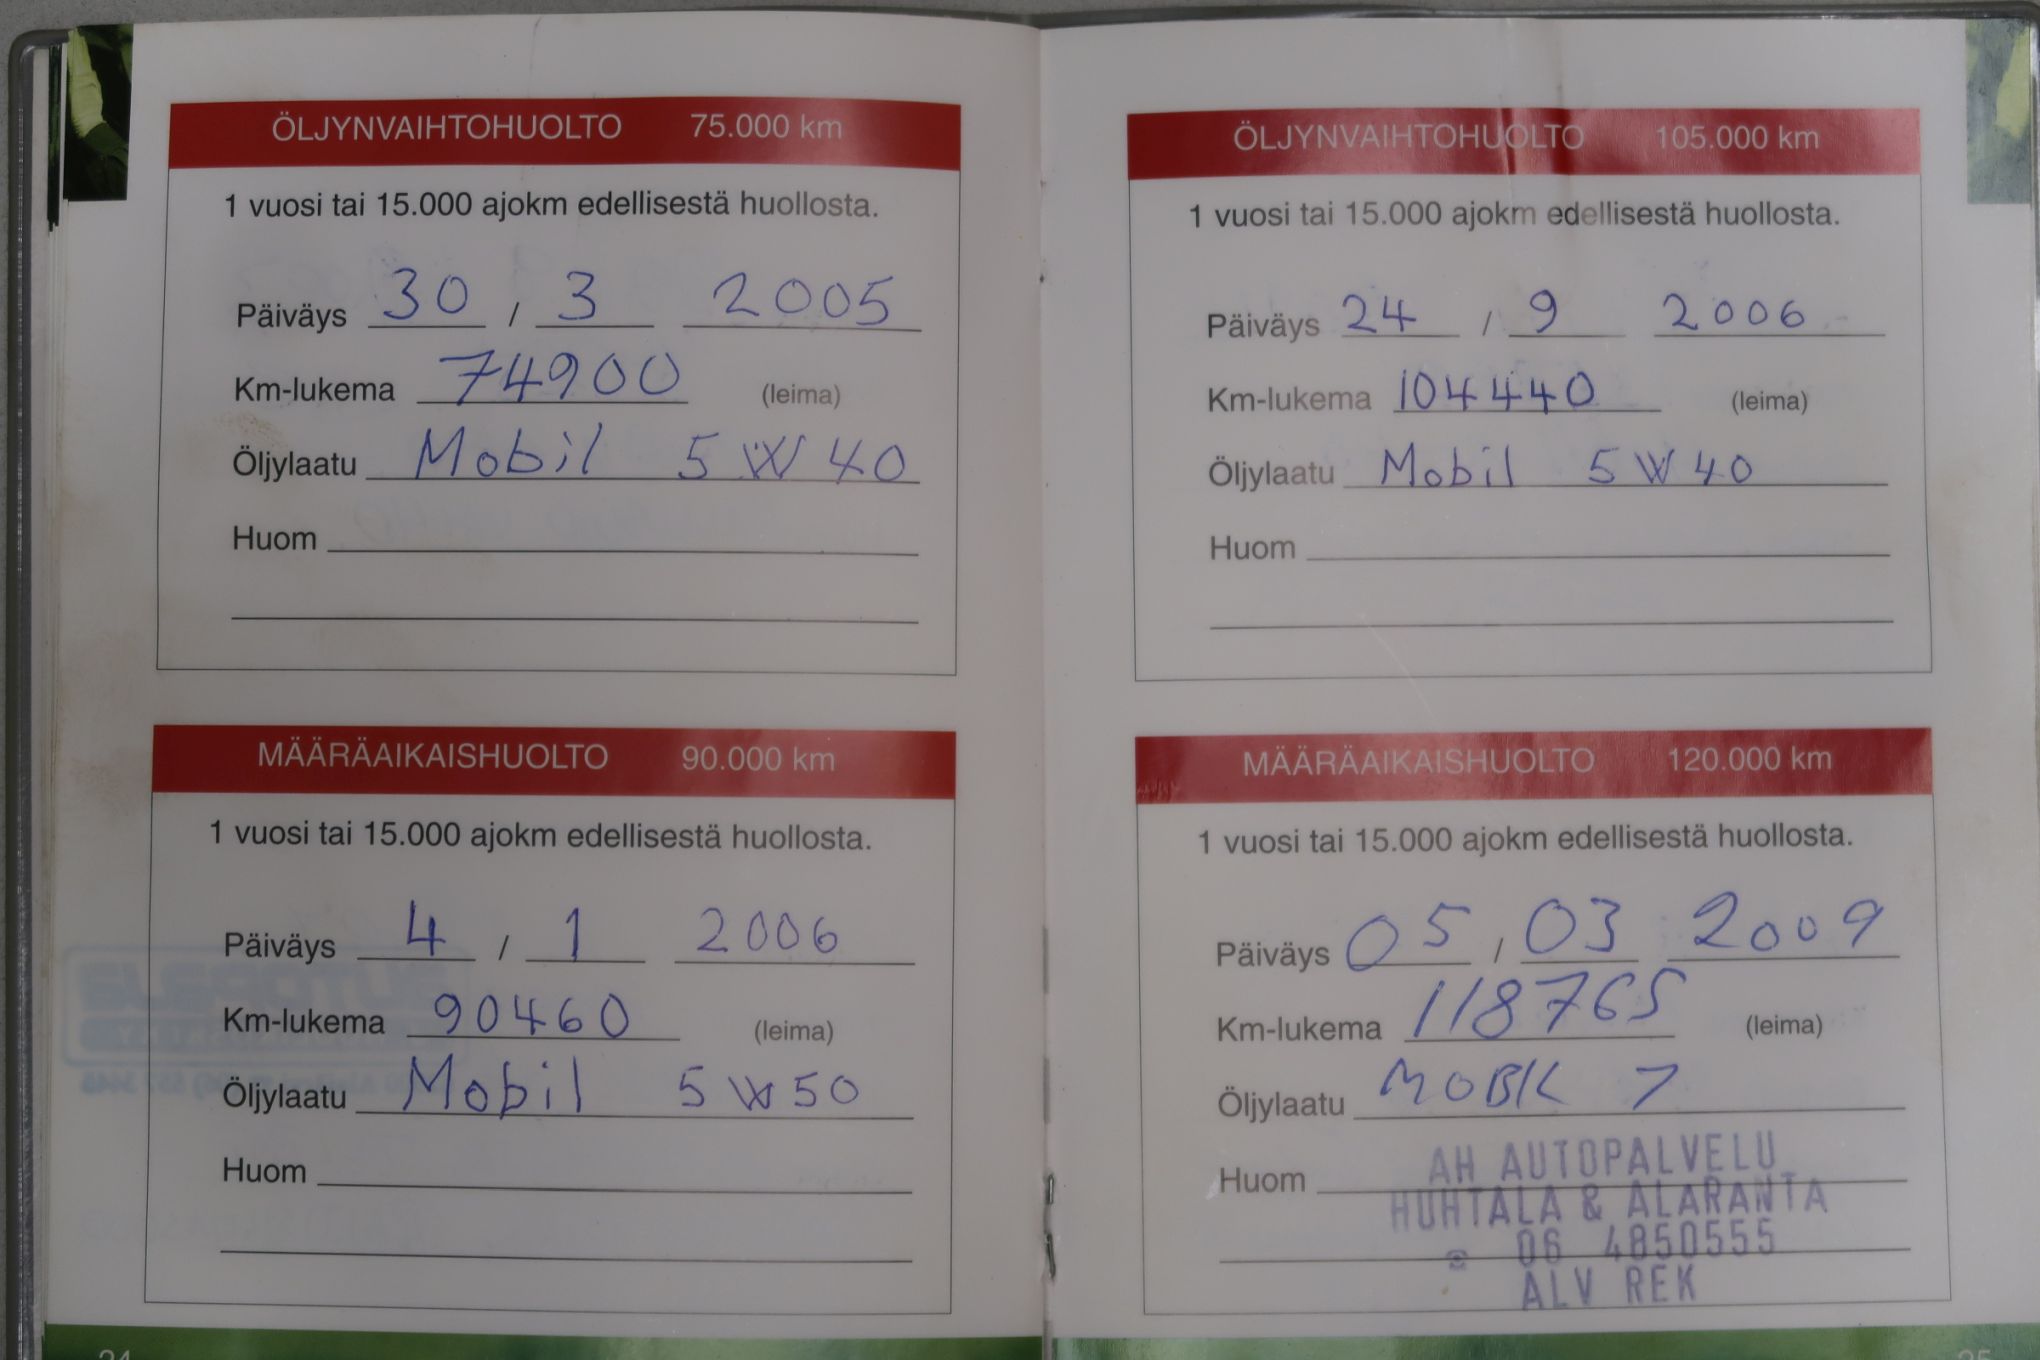 ÖLJYNVAIHTOHUOLTO 75.000 km
1 vuosi tai 15.000 ajokm edellisestä huollosta.
Päiväys 30 / 3 2005
Km-lukema 74900 (leima)
Öljylaatu Mobil 5W40
Huom
MÄÄRÄAIKAISHUOLTO 90.000 km
1 vuosi tai 15.000 ajokm edellisestä huollosta.
Päiväys 4 / 1 2006
Km-lukema 90460 (leima)
Öljylaatu Mobil 5W50
Huom
ÖLJYNVAIHTOHUOLTO 105.000 km
1 vuosi tai 15.000 ajokm edellisestä huollosta.
Päiväys 24 / 9 2006
Km-lukema 104440 (leima)
Öljylaatu Mobil 5W40
Huom
MÄÄRÄAIKAISHUOLTO 120.000 km
1 vuosi tai 15.000 ajokm edellisestä huollosta.
Päiväys 05 / 03 2009
Km-lukema 118765 (leima)
Öljylaatu
Huom
AH AUTOPALVELU
HUHTALA & ALARANTA
☎ 06 4850555
ALV REK